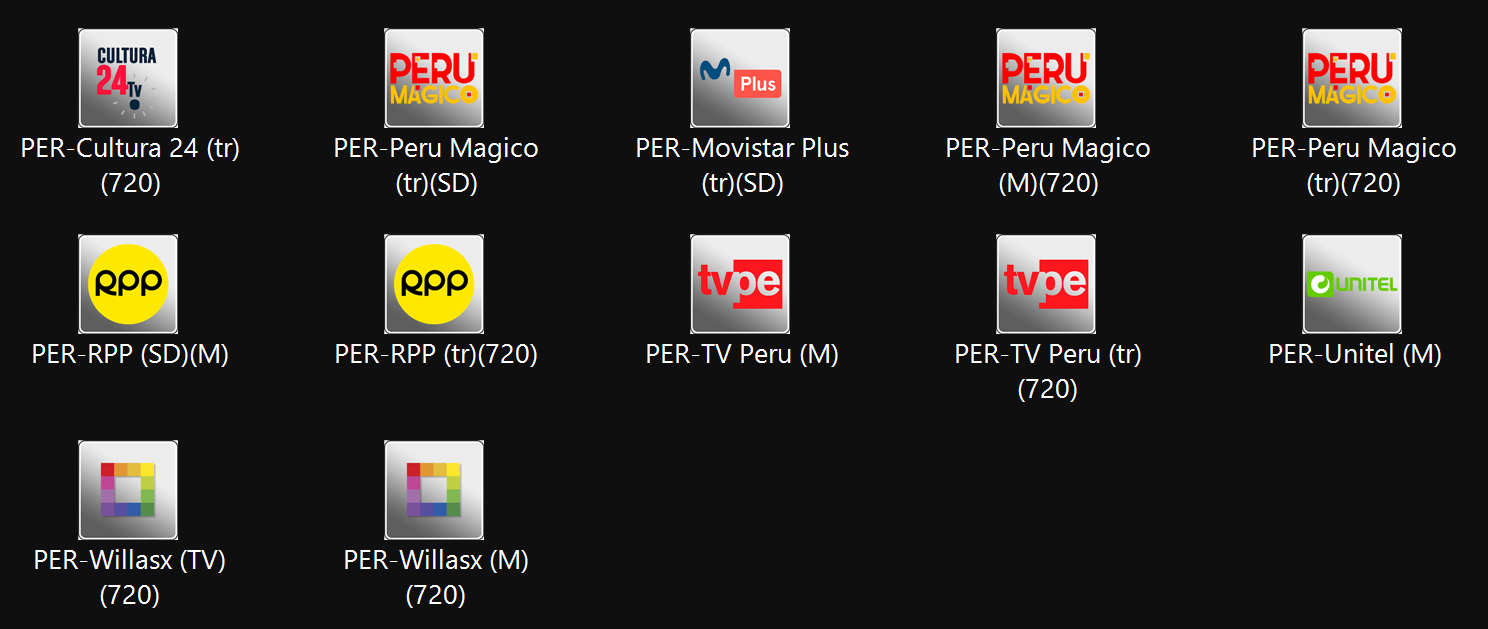 CULTURA
24 Tv
PERU
MAGICO
Plus
PERU
MAGICO
PERU
MAGICO
PER-Cultura 24 (tr)
(720)
PER-Peru Magico
(tr)(SD)
PER-Movistar Plus
(tr)(SD)
PER-Peru Magico
(M)(720)
PER-Peru Magico
(tr)(720)
RPP
RPP
tvpe
tvpe
UNITEL
PER-RPP (SD)(M)
PER-RPP (tr)(720)
PER-TV Peru (M)
PER-TV Peru (tr)
(720)
PER-Unitel (M)
PER-Willasx (TV)
(720)
PER-Willasx (M)
(720)